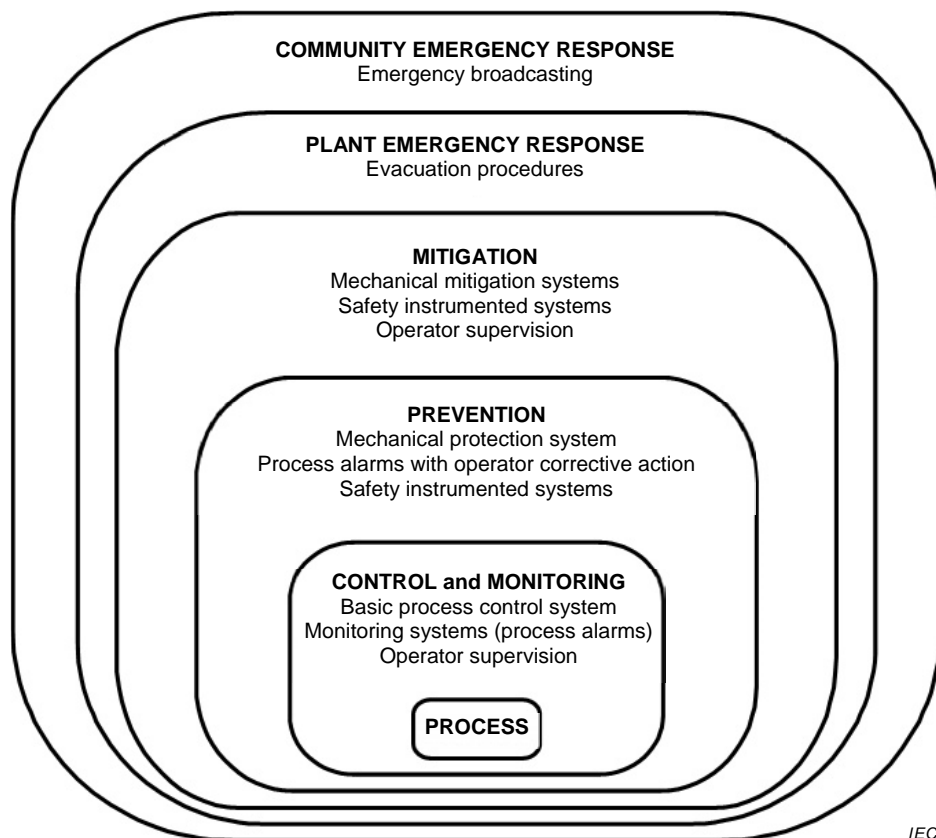 COMMUNITY EMERGENCY RESPONSE
Emergency broadcasting
PLANT EMERGENCY RESPONSE
Evacuation procedures
MITIGATION
Mechanical mitigation systems
Safety instrumented systems
Operator supervision
PREVENTION
Mechanical protection system
Process alarms with operator corrective action
Safety instrumented systems
CONTROL and MONITORING
Basic process control system
Monitoring systems (process alarms)
Operator supervision
PROCESS
IEC